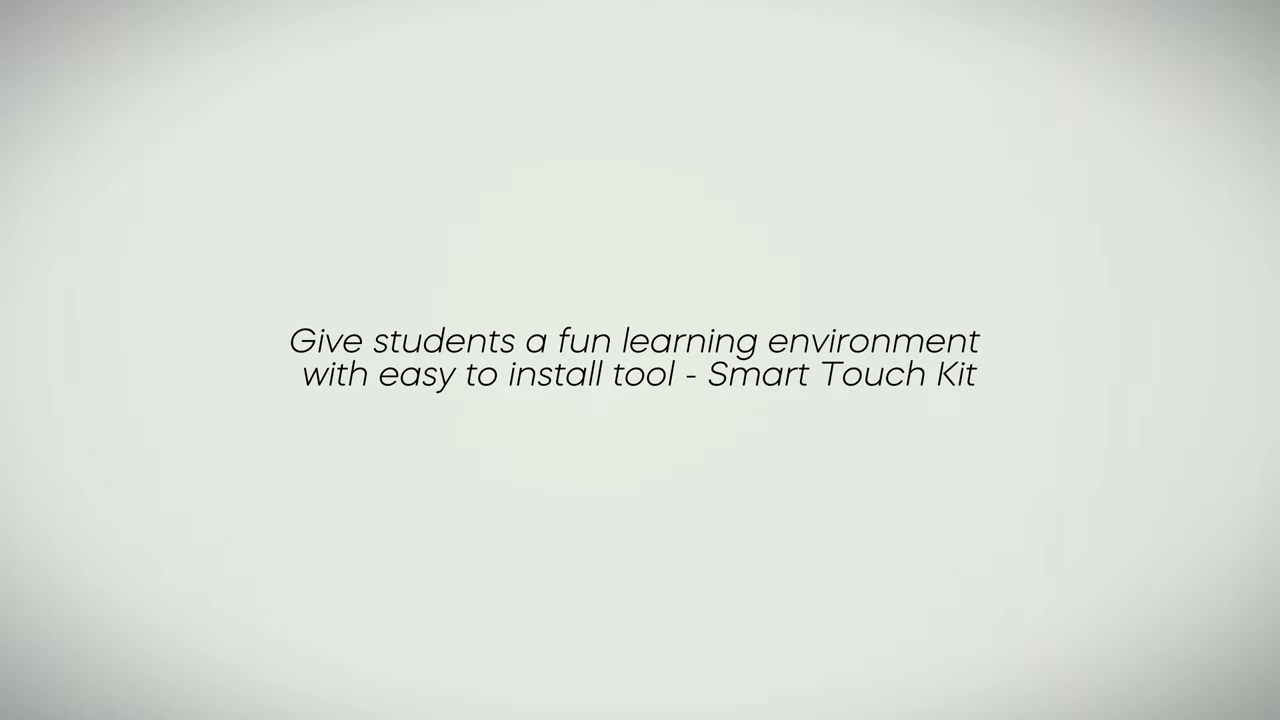 Give students a fun learning environment
with easy to install tool - Smart Touch Kit